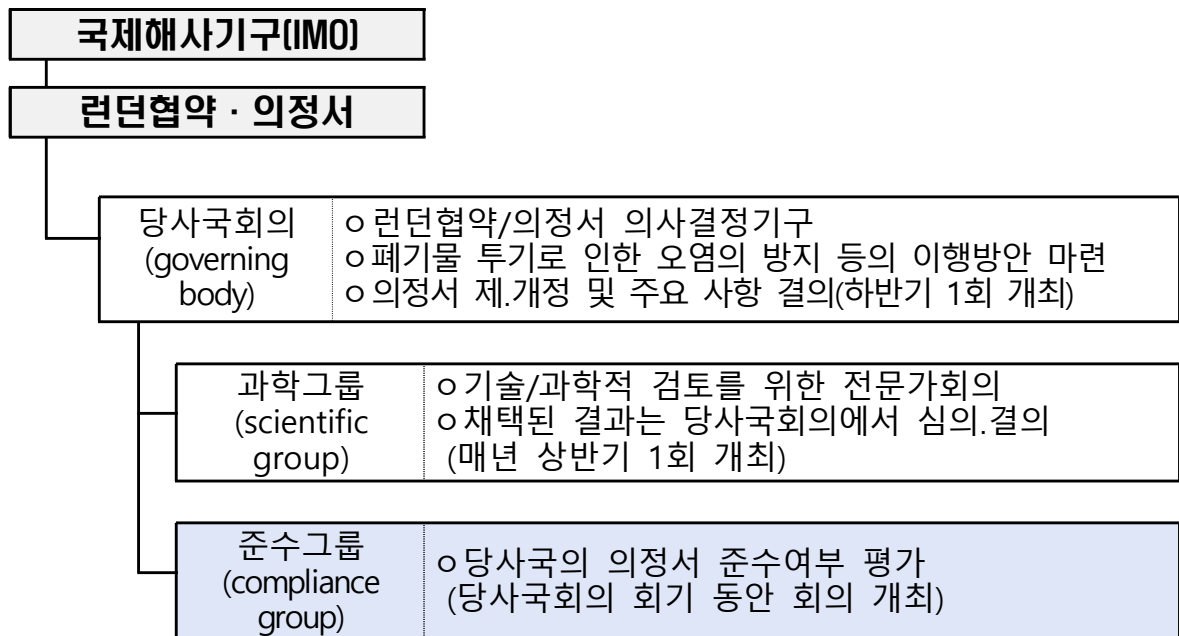 국제해사기구(IMO)
런던협약 · 의정서
당사국회의
(governing
body)
ㅇ런던협약/의정서 의사결정기구
ㅇ폐기물 투기로 인한 오염의 방지 등의 이행방안 마련
ㅇ의정서 제.개정 및 주요 사항 결의(하반기 1회 개최)
과학그룹
(scientific
group)
ㅇ기술/과학적 검토를 위한 전문가회의
ㅇ채택된 결과는 당사국회의에서 심의.결의
(매년 상반기 1회 개최)
준수그룹
(compliance
group)
ㅇ당사국의 의정서 준수여부 평가
(당사국회의 회기 동안 회의 개최)